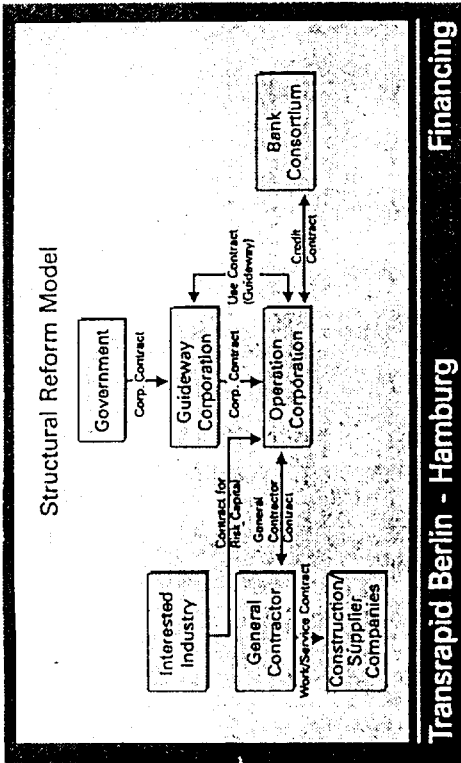 Structural Reform Model
Government
Corp. Contract
Interested
Industry
Guideway
Corporation
Contract for
Risk Capital
Corp. Contract
Use Contract
(Guideway)
General
Contractor
General
Contractor
Contract
Operation
Corporation
Credit
Contract
Bank
Consortium
Work/Service Contract
Construction/
Supplier
Companies
Transrapid Berlin - Hamburg
Financing